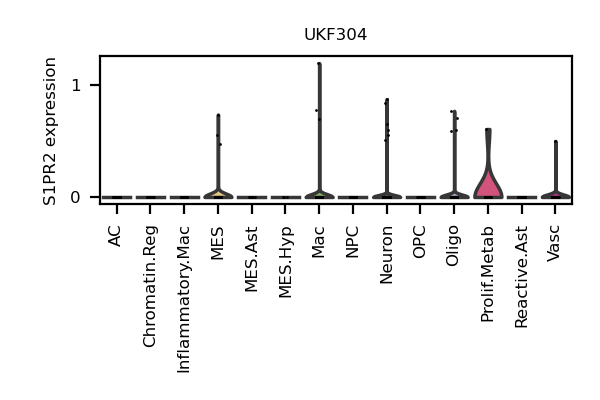 UKF304
S1PR2 expression
1
0
AC
Chromatin.Reg
Inflammatory.Mac
MES
MES.Ast
MES.Hyp
Mac
NPC
Neuron
OPC
Oligo
Prolif.Metab
Reactive.Ast
Vasc